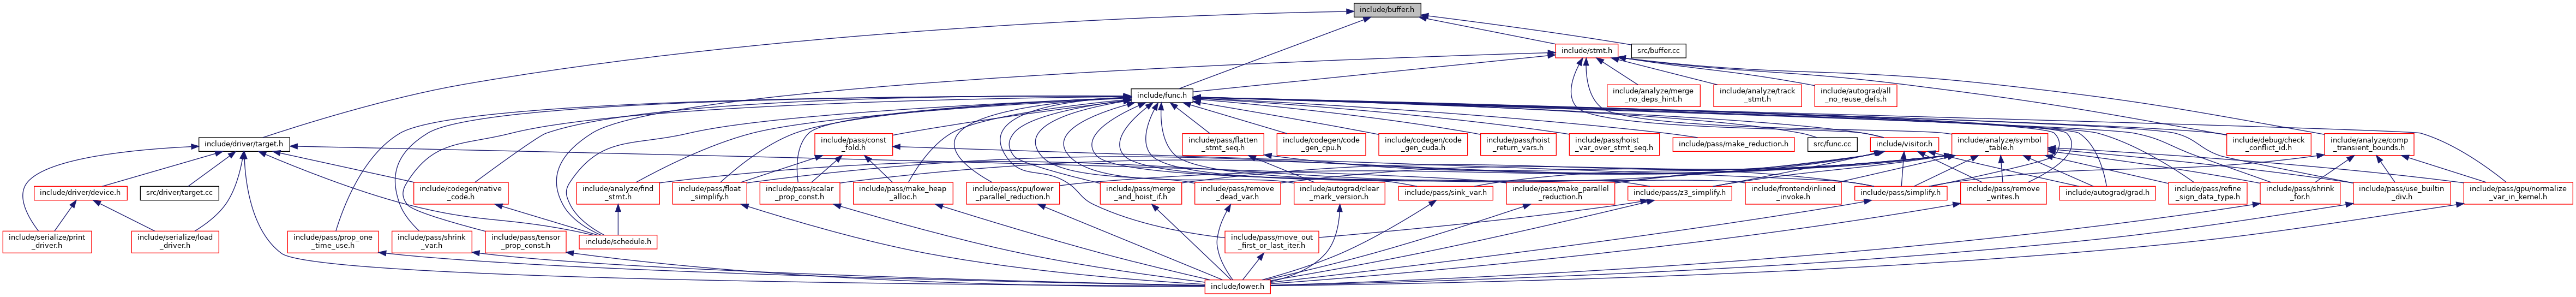 include/buffer.h
include/stmt.h
src/buffer.cc
include/func.h
include/analyze/merge
_no_deps_hint.h
include/analyze/track
_stmt.h
include/autograd/all
_no_reuse_defs.h
include/driver/target.h
include/pass/const
_fold.h
include/pass/flatten
_stmt_seq.h
include/codegen/code
_gen_cpu.h
include/codegen/code
_gen_cuda.h
include/pass/hoist
_return_vars.h
include/pass/hoist
_var_over_stmt_seq.h
include/pass/make_reduction.h
src/func.cc
include/visitor.h
include/analyze/symbol
_table.h
include/debug/check
_conflict_id.h
include/analyze/comp
_transient_bounds.h
include/driver/device.h
src/driver/target.cc
include/codegen/native
_code.h
include/analyze/find
_stmt.h
include/pass/float
_simplify.h
include/pass/scalar
_prop_const.h
include/pass/make_heap
_alloc.h
include/pass/cpu/lower
_parallel_reduction.h
include/pass/merge
_and_hoist_if.h
include/pass/remove
_dead_var.h
include/autograd/clear
_mark_version.h
include/pass/sink_var.h
include/pass/make_parallel
_reduction.h
include/pass/z3_simplify.h
include/frontend/inlined
_invoke.h
include/pass/simplify.h
include/pass/remove
_writes.h
include/autograd/grad.h
include/pass/refine
_sign_data_type.h
include/pass/shrink
_for.h
include/pass/use_builtin
_div.h
include/pass/gpu/normalize
_var_in_kernel.h
include/serialize/print
_driver.h
include/serialize/load
_driver.h
include/pass/prop_one
_time_use.h
include/pass/shrink
_var.h
include/pass/tensor
_prop_const.h
include/schedule.h
include/pass/move_out
_first_or_last_iter.h
include/lower.h